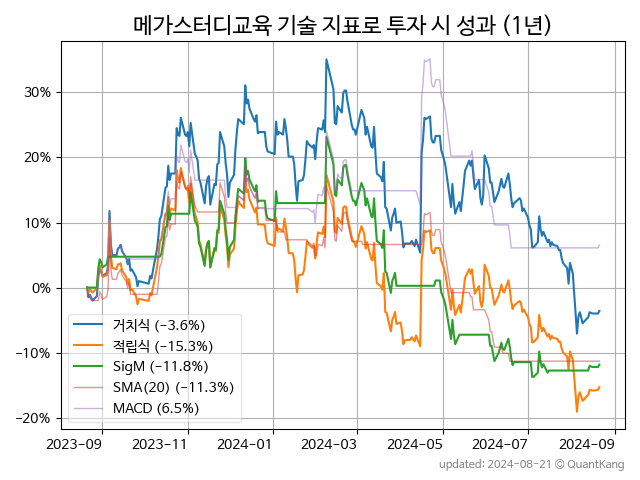 메가스터디교육 기술 지표로 투자 시 성과 (1년)
30%
20%
10%
0%
−10%
−20%
거치식 (−3.6%)
적립식 (−15.3%)
SigM (−11.8%)
SMA(20) (−11.3%)
MACD (6.5%)
2023-09 2023-11 2024-01 2024-03 2024-05 2024-07 2024-09
updated: 2024-08-21 © QuantKang